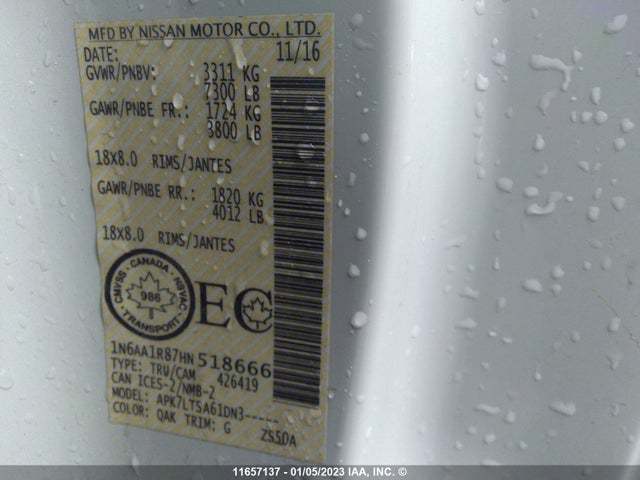 MFD BY NISSAN MOTOR CO., LTD.
DATE: 11/16
GVWR/PNBV: 3311 KG
7300 LB
GAWR/PNBE FR.: 1724 KG
3800 LB
18X8.0 RIMS/JANTES
GAWR/PNBE RR.: 1820 KG
4012 LB
18X8.0 RIMS/JANTES
CANADA
CMVSS NSVAC
986
TRANSPORT
EC
1N6AA1R87HN518666
TYPE: TRU/CAM 426419
CAN ICES-2/NMB-2
MODEL: APK7LTSA61DN3-----
COLOR: QAK TRIM: G ZS50A
11657137 - 01/05/2023 IAA, INC. ©